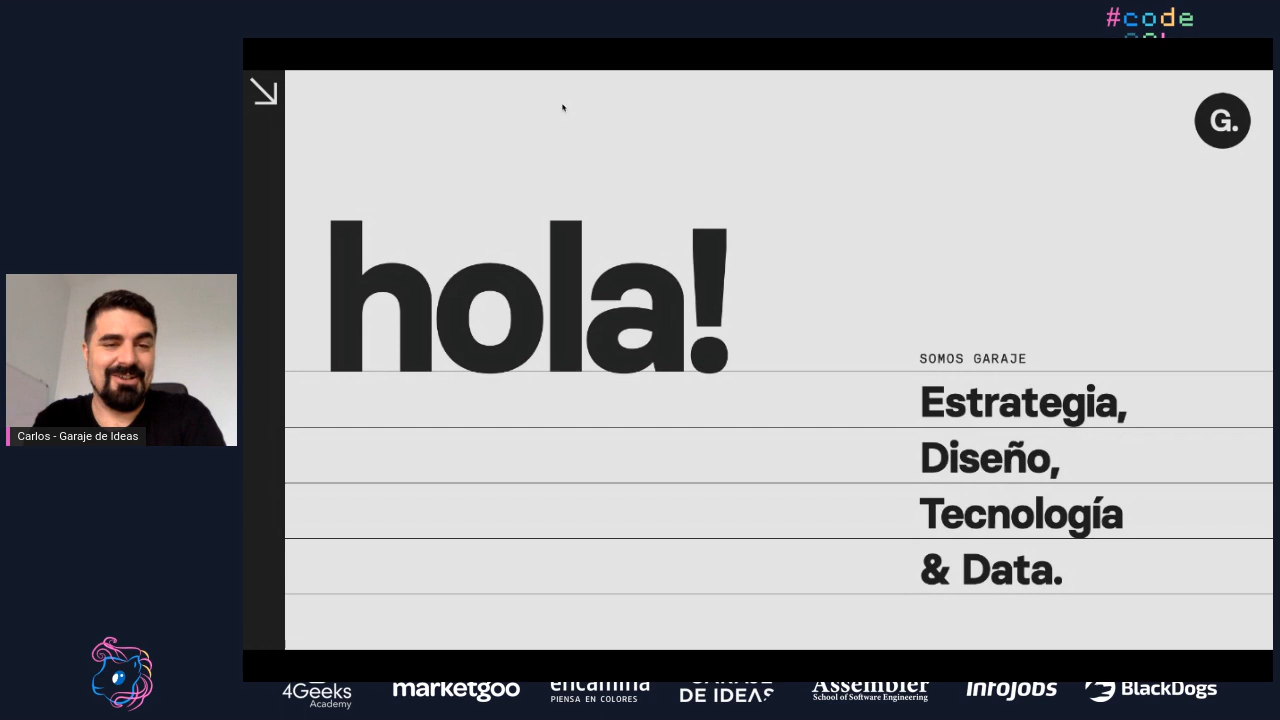 #code
G.
hola!
SOMOS GARAJE
Estrategia,
Diseño,
Tecnología
& Data.
Carlos - Garaje de Ideas
4Geeks
Academy
marketgoo
encamina
PIENSA EN COLORES
DE IDEAS
Assembler
School of Software Engineering
InfoJobs
BlackDogs